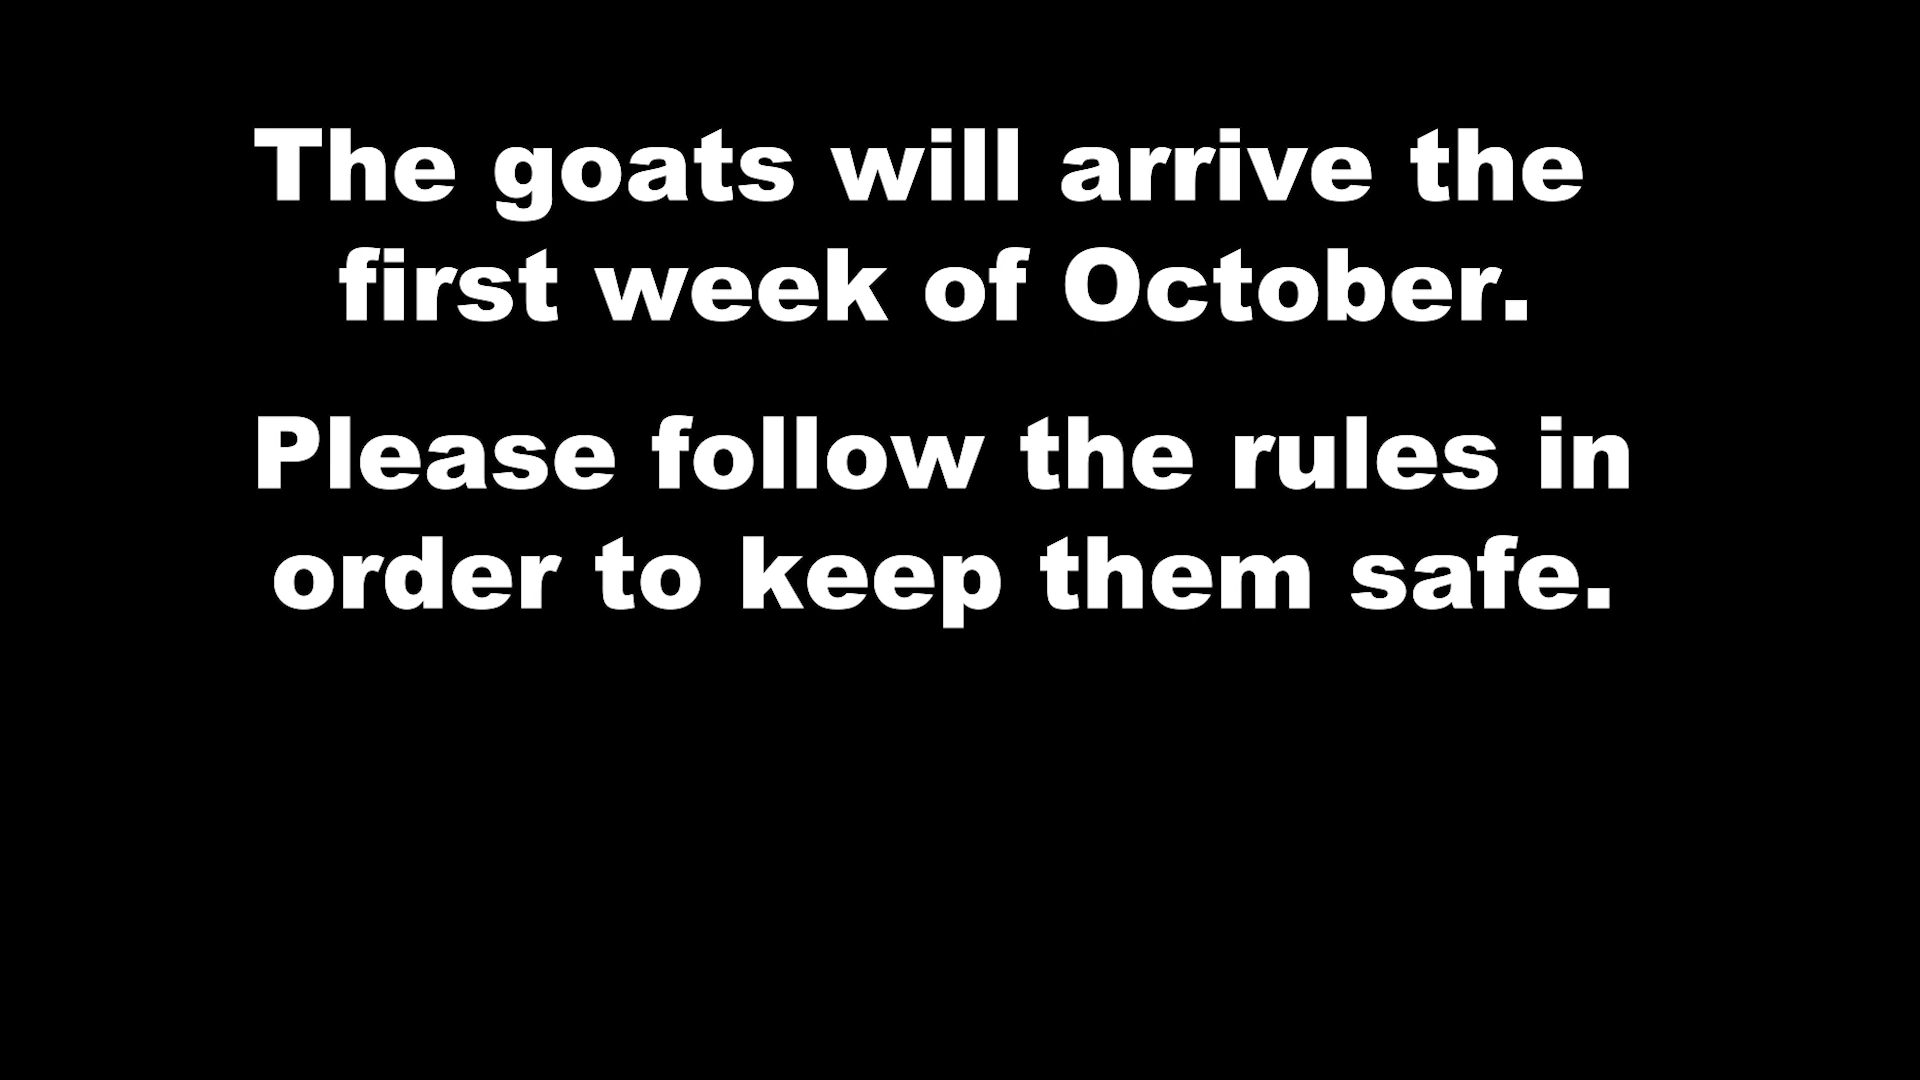 The goats will arrive the
first week of October.
Please follow the rules in
order to keep them safe.